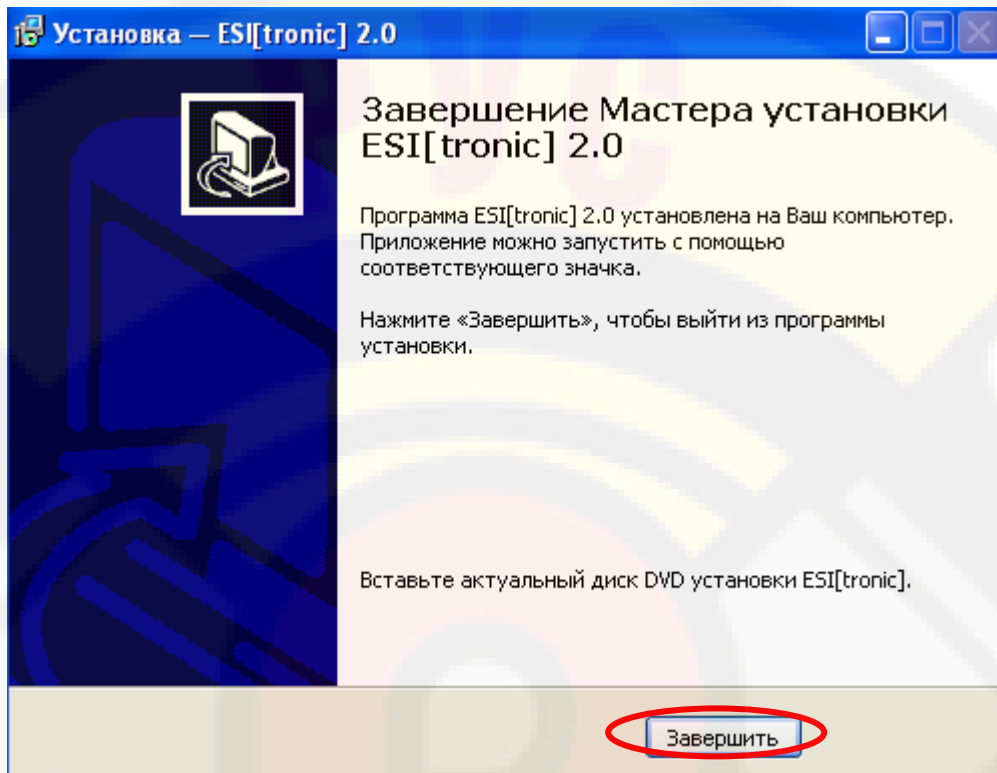 Установка — ESI[tronic] 2.0
Завершение Мастера установки
ESI[tronic] 2.0
Программа ESI[tronic] 2.0 установлена на Ваш компьютер.
Приложение можно запустить с помощью
соответствующего значка.
Нажмите «Завершить», чтобы выйти из программы
установки.
Вставьте актуальный диск DVD установки ESI[tronic].
Завершить